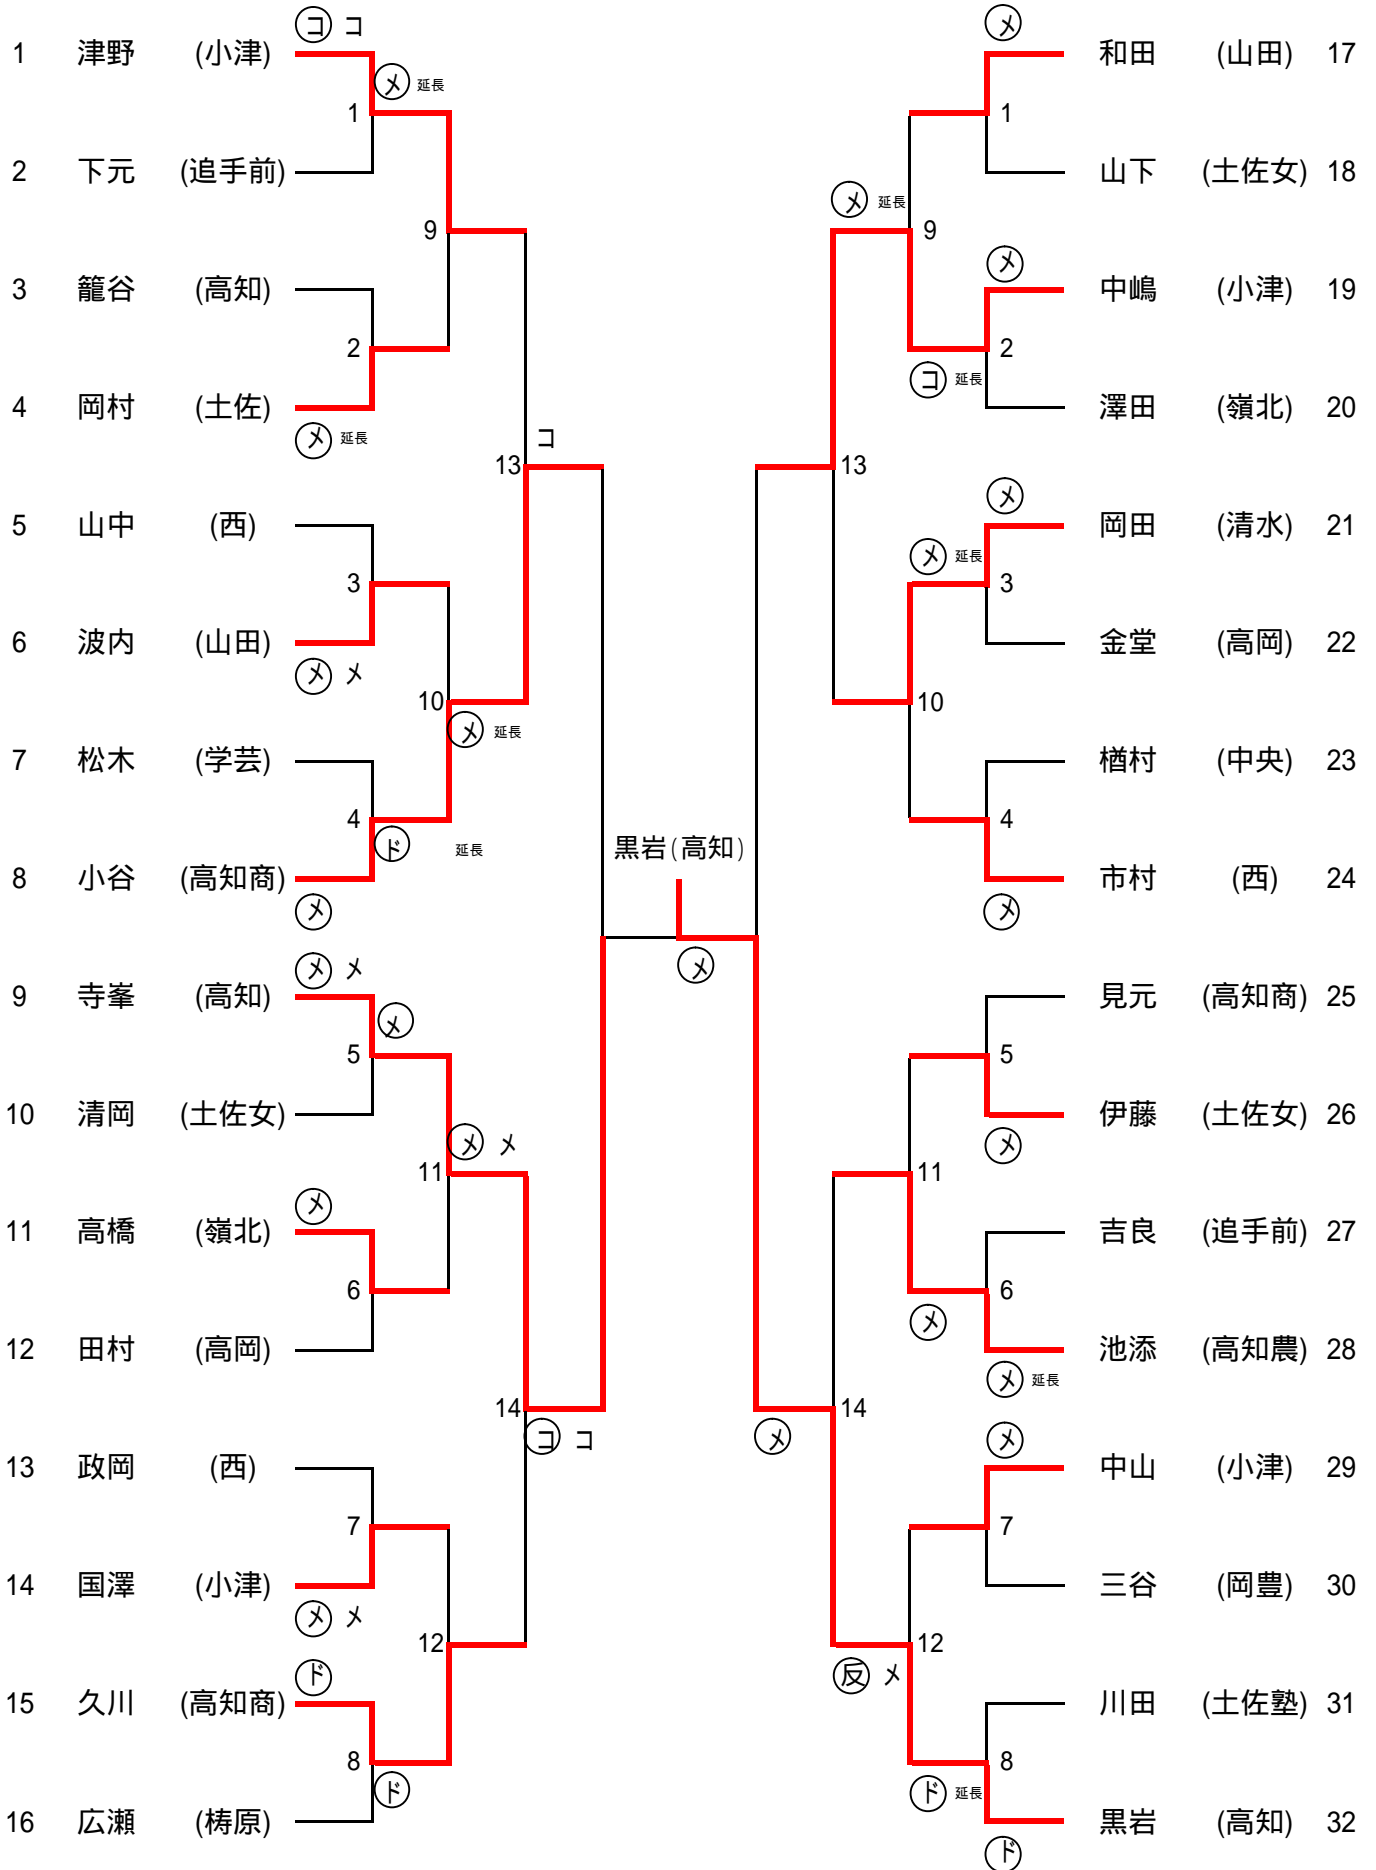 コ コ
1 津野 (小津)
メ 延長
1
2 下元 (追手前)
9
3 籠谷 (高知)
2
4 岡村 (土佐)
メ 延長
コ
13
5 山中 (西)
3
6 波内 (山田)
メ メ
10
メ 延長
7 松木 (学芸)
4
ド 延長
8 小谷 (高知商)
メ
メ メ
9 寺峯 (高知)
メ
5
10 清岡 (土佐女)
メ メ
11
メ
11 高橋 (嶺北)
6
12 田村 (高岡)
14
コ コ
13 政岡 (西)
7
14 国澤 (小津)
メ メ
12
ド
15 久川 (高知商)
8
ド
16 広瀬 (梼原)
黒岩(高知)
メ
メ
和田 (山田) 17
1
山下 (土佐女) 18
メ 延長
9
メ
中嶋 (小津) 19
2
コ 延長
澤田 (嶺北) 20
13
メ
岡田 (清水) 21
メ 延長
3
金堂 (高岡) 22
10
楢村 (中央) 23
4
市村 (西) 24
メ
見元 (高知商) 25
5
伊藤 (土佐女) 26
メ
11
吉良 (追手前) 27
6
メ
池添 (高知農) 28
メ 延長
14
メ
メ
中山 (小津) 29
7
三谷 (岡豊) 30
12
反 メ
川田 (土佐塾) 31
8
ド 延長
黒岩 (高知) 32
ド